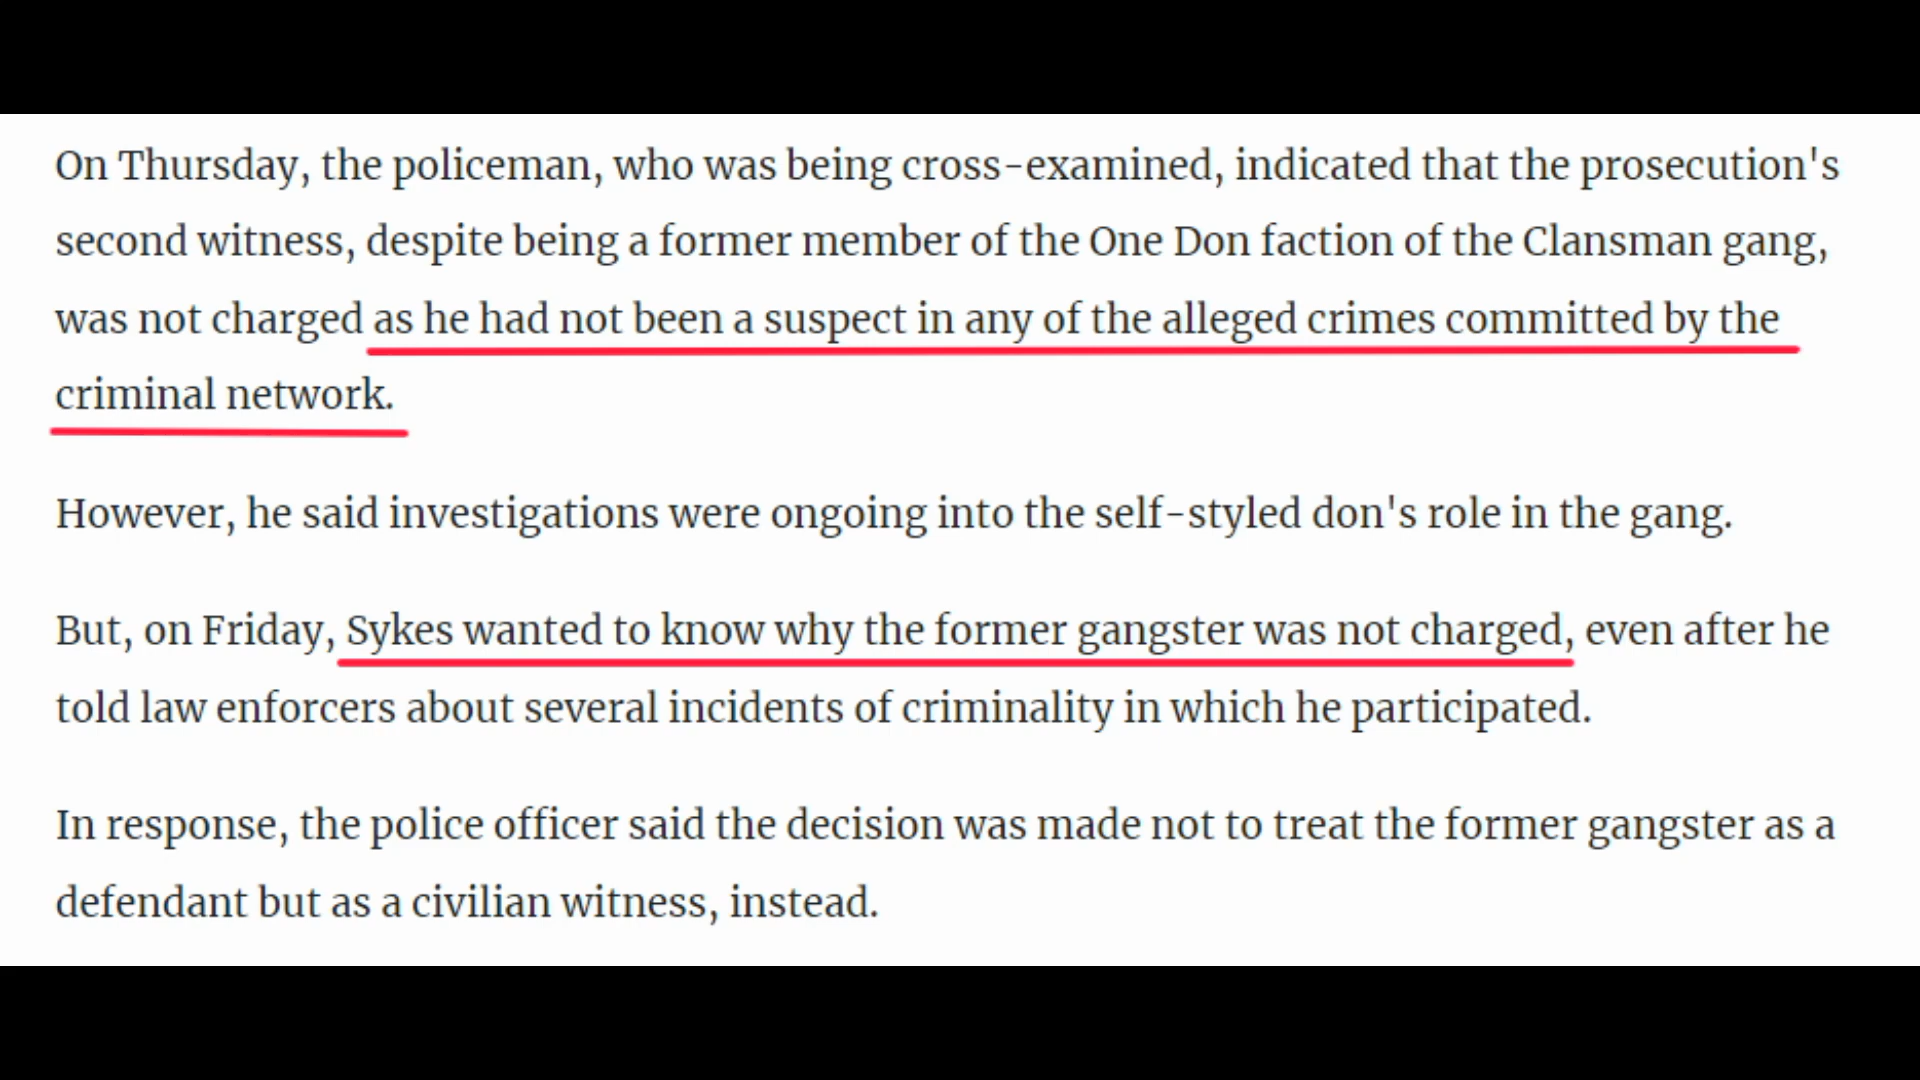 On Thursday, the policeman, who was being cross-examined, indicated that the prosecution's
second witness, despite being a former member of the One Don faction of the Clansman gang,
was not charged as he had not been a suspect in any of the alleged crimes committed by the
criminal network.
However, he said investigations were ongoing into the self-styled don's role in the gang.
But, on Friday, Sykes wanted to know why the former gangster was not charged, even after he
told law enforcers about several incidents of criminality in which he participated.
In response, the police officer said the decision was made not to treat the former gangster as a
defendant but as a civilian witness, instead.